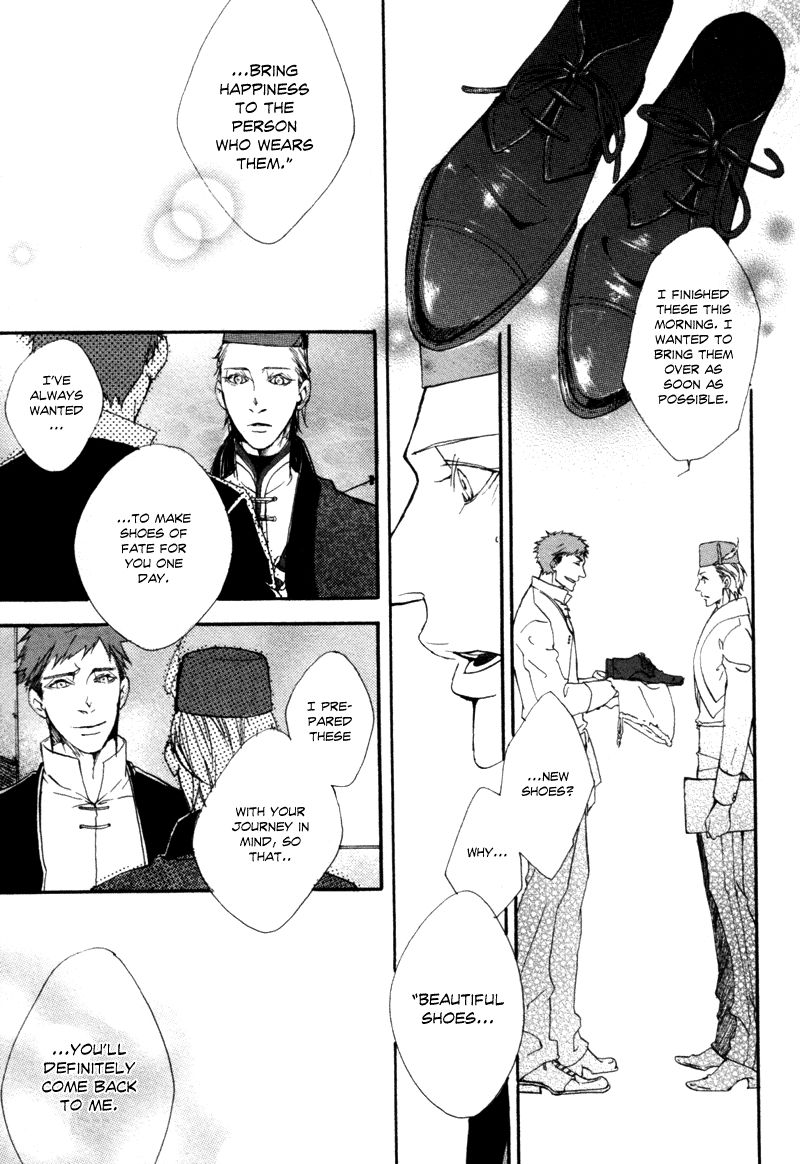 I FINISHED
THESE THIS
MORNING. I
WANTED TO
BRING THEM
OVER AS
SOON AS
POSSIBLE.
...NEW
SHOES?
WHY...
"BEAUTIFUL
SHOES...
...BRING
HAPPINESS
TO THE
PERSON
WHO WEARS
THEM."
I'VE
ALWAYS
WANTED
...
...TO MAKE
SHOES OF
FATE FOR
YOU ONE
DAY.
I PRE-
PARED
THESE
WITH YOUR
JOURNEY IN
MIND, SO
THAT..
...YOU'LL
DEFINITELY
COME BACK
TO ME.